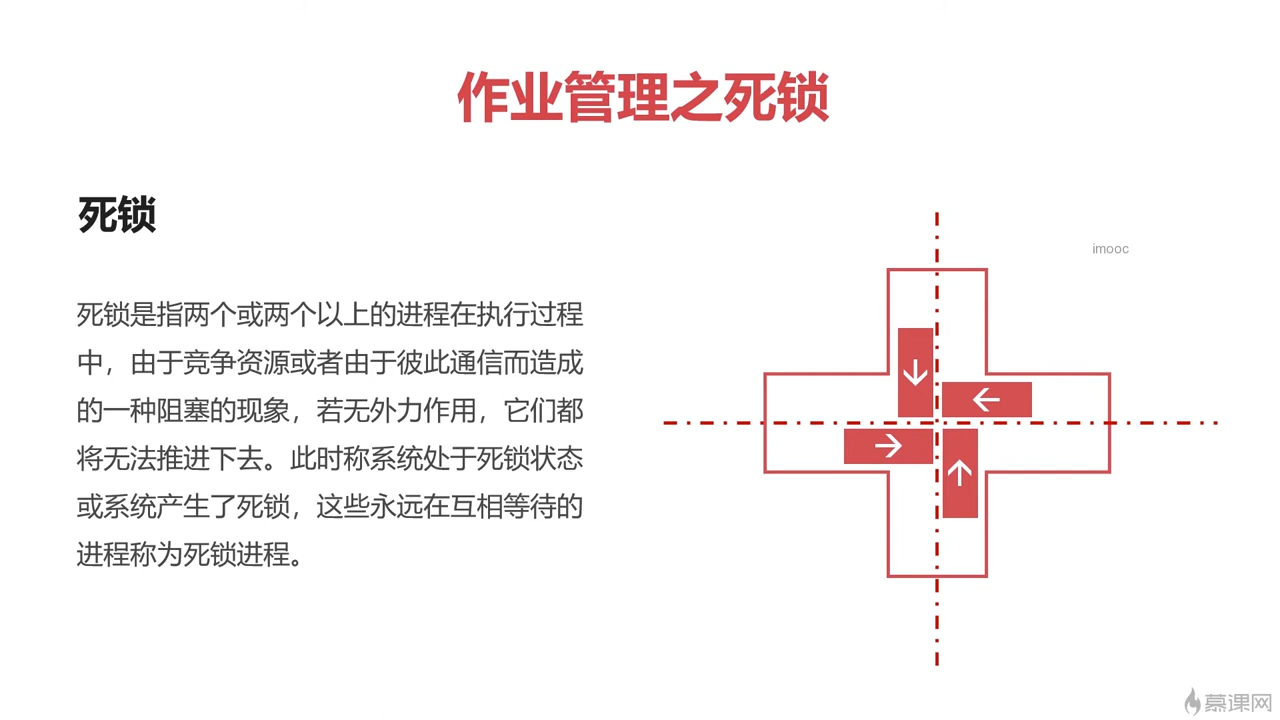 作业管理之死锁
死锁
imooc
死锁是指两个或两个以上的进程在执行过程
中，由于竞争资源或者由于彼此通信而造成
的一种阻塞的现象，若无外力作用，它们都
将无法推进下去。此时称系统处于死锁状态
或系统产生了死锁，这些永远在互相等待的
进程称为死锁进程。
慕课网